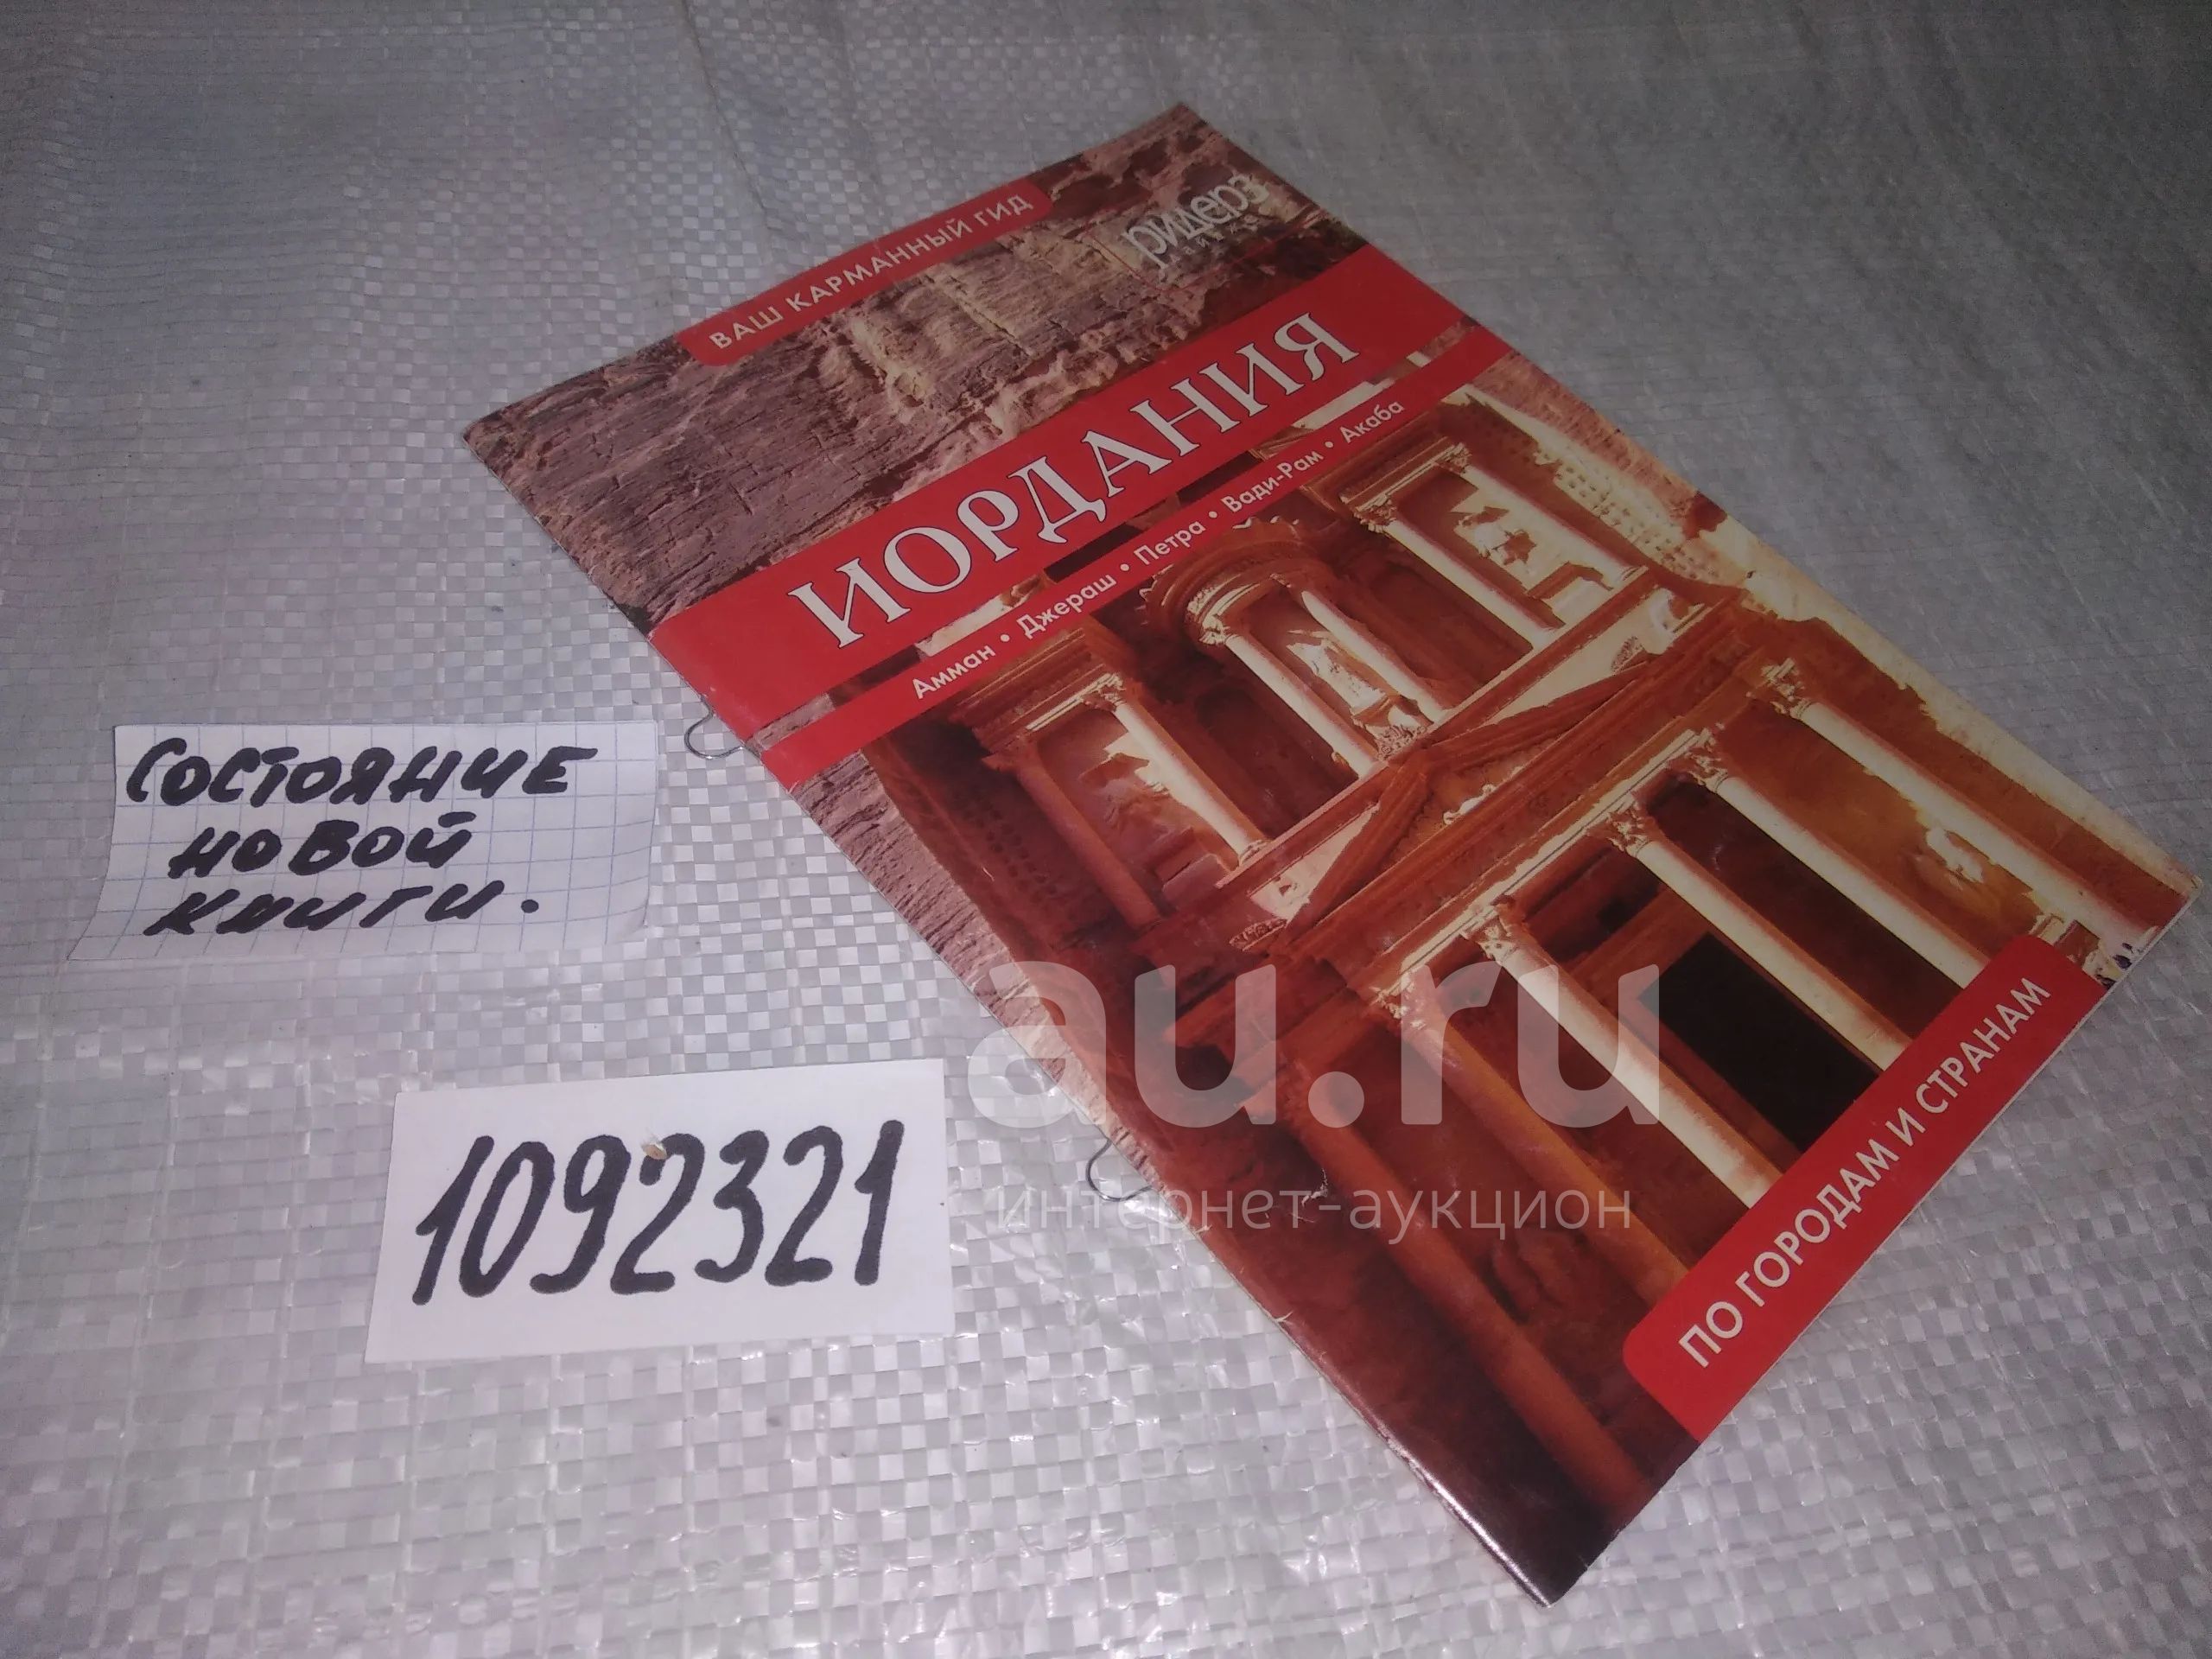 ВАШ КАРМАННЫЙ ГИД
ридерз
ИОРДАНИЯ
Амман • Джераш • Петра • Вади-Рам • Акаба
ПО ГОРОДАМ И СТРАНАМ
СОСТОЯНИЕ
НОВОЙ
КНИГИ.
1092321
au.ru
интернет-аукцион